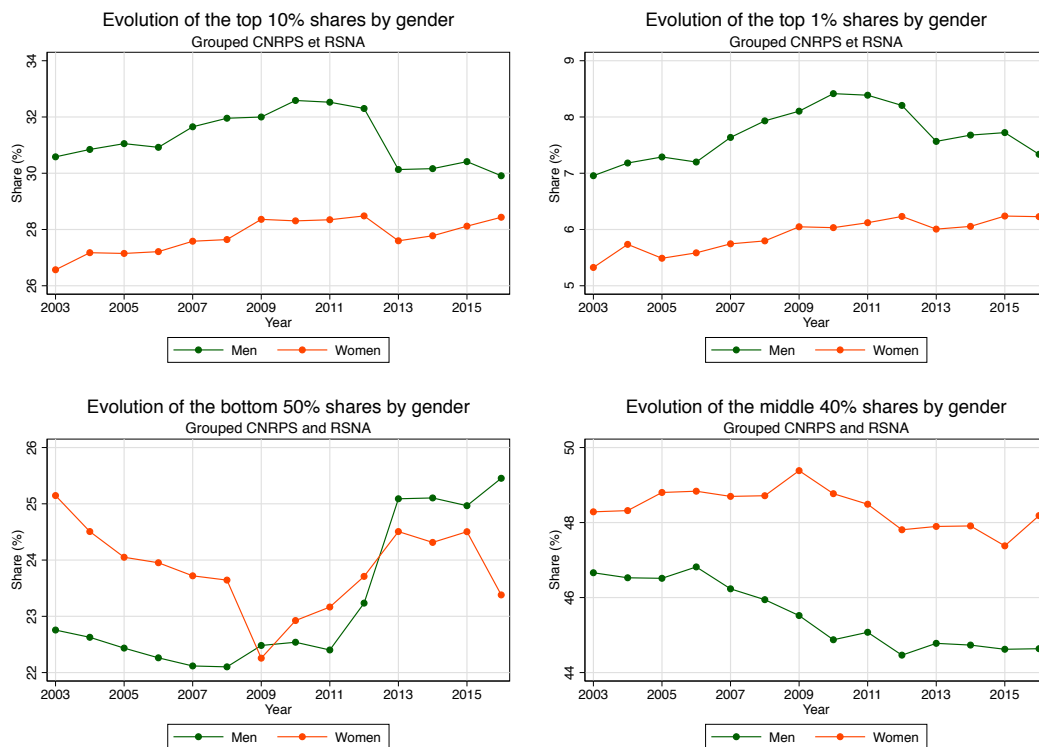 Evolution of the top 10% shares by gender
Grouped CNRPS et RSNA
Share (%)
34
32
30
28
26
2003 2005 2007 2009 2011 2013 2015
Year
Men Women
Evolution of the top 1% shares by gender
Grouped CNRPS et RSNA
Share (%)
9
8
7
6
5
2003 2005 2007 2009 2011 2013 2015
Year
Men Women
Evolution of the bottom 50% shares by gender
Grouped CNRPS and RSNA
Share (%)
26
25
24
23
22
2003 2005 2007 2009 2011 2013 2015
Year
Men Women
Evolution of the middle 40% shares by gender
Grouped CNRPS and RSNA
Share (%)
50
48
46
44
2003 2005 2007 2009 2011 2013 2015
Year
Men Women